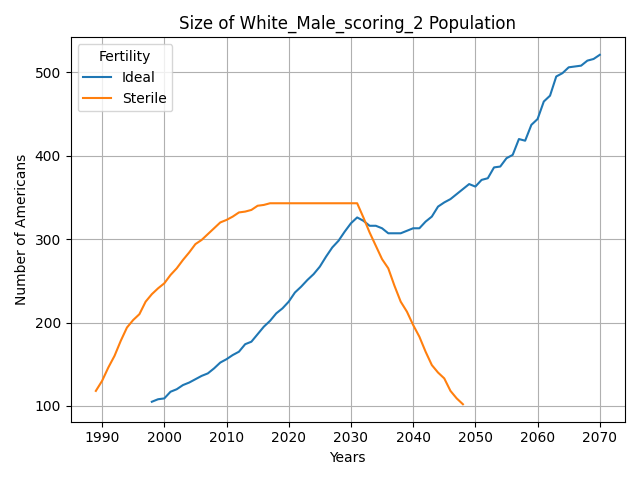 Size of White_Male_scoring_2 Population
Fertility
Ideal
Sterile
Number of Americans
500
400
300
200
100
1990 2000 2010 2020 2030 2040 2050 2060 2070
Years